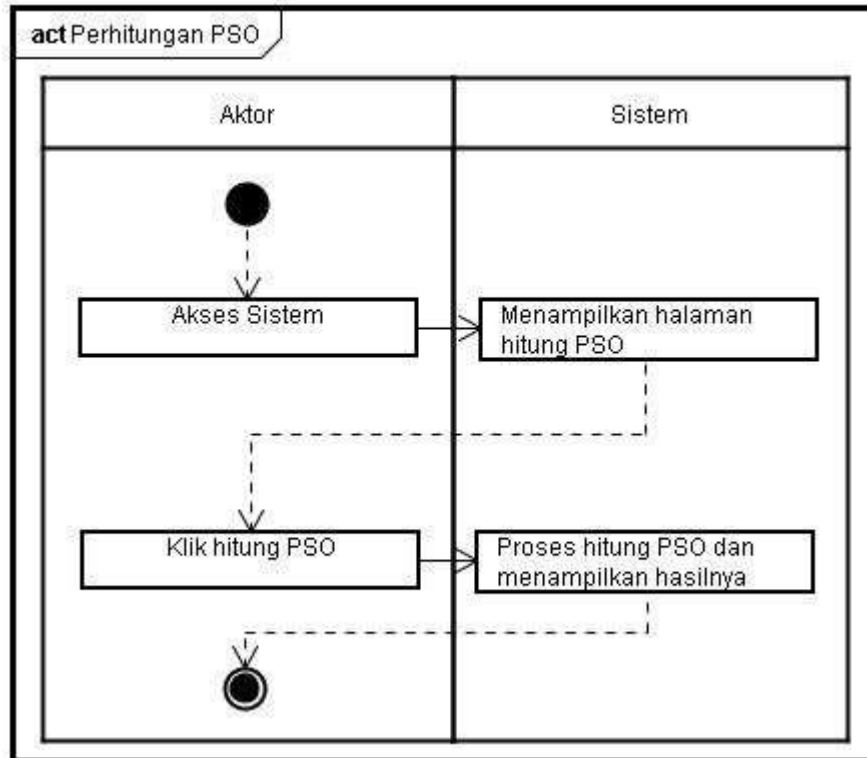 act Perhitungan PSO
Aktor
Sistem
Akses Sistem
Menampilkan halaman
hitung PSO
Klik hitung PSO
Proses hitung PSO dan
menampilkan hasilnya